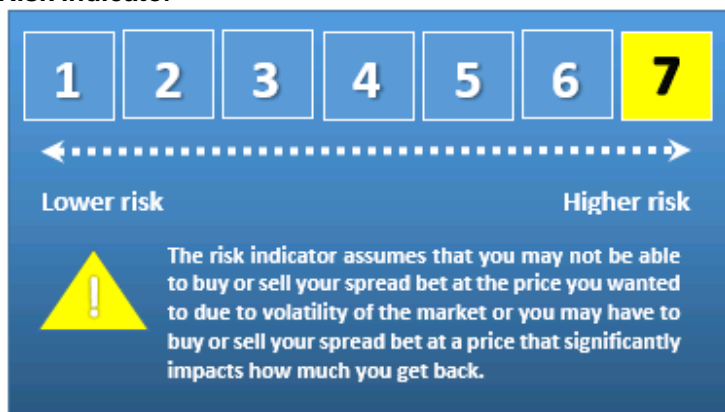 Risk indicator
1 2 3 4 5 6 7
Lower risk Higher risk
! The risk indicator assumes that you may not be able
to buy or sell your spread bet at the price you wanted
to due to volatility of the market or you may have to
buy or sell your spread bet at a price that significantly
impacts how much you get back.